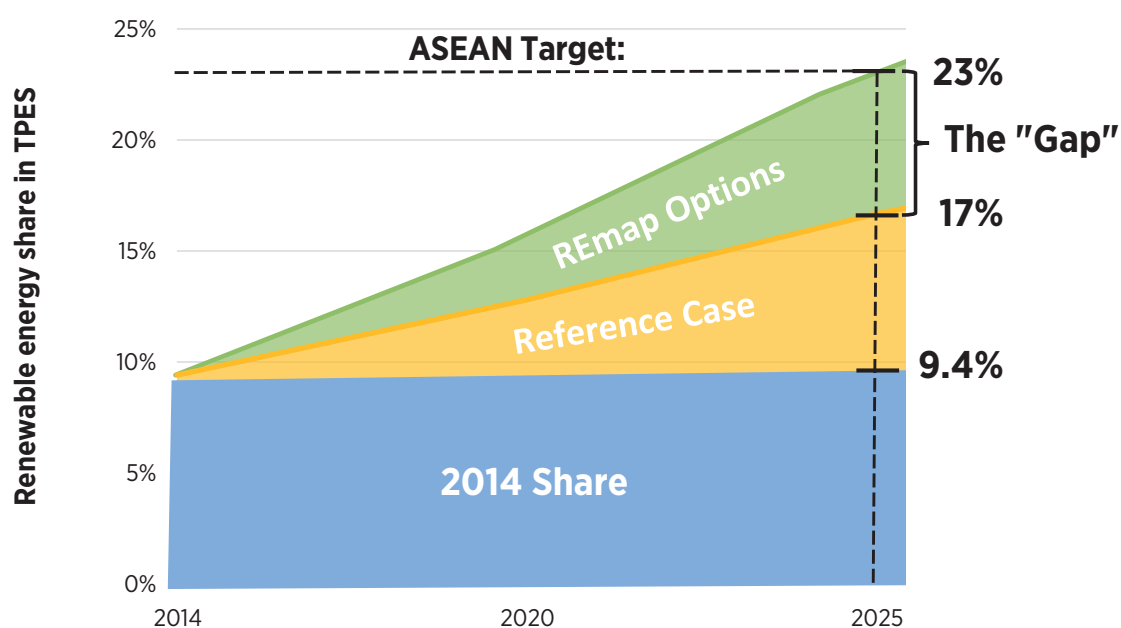 25%
ASEAN Target:
23%
The "Gap"
20%
REmap Options
17%
15%
Reference Case
10%
9.4%
2014 Share
5%
0%
2014
2020
2025
Renewable energy share in TPES